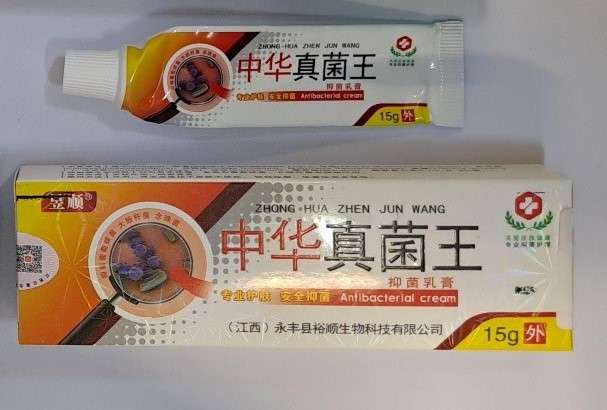 ZHONG-HUA ZHEN JUN WANG
中华真菌王
抑菌乳膏
专业护肤 安全抑菌 Antibacterial cream
15g 外
昱顺®
ZHONG-HUA ZHEN JUN WANG
中华真菌王
抑菌乳膏
专业护肤 安全抑菌 Antibacterial cream
(江西)永丰县裕顺生物科技有限公司
15g 外